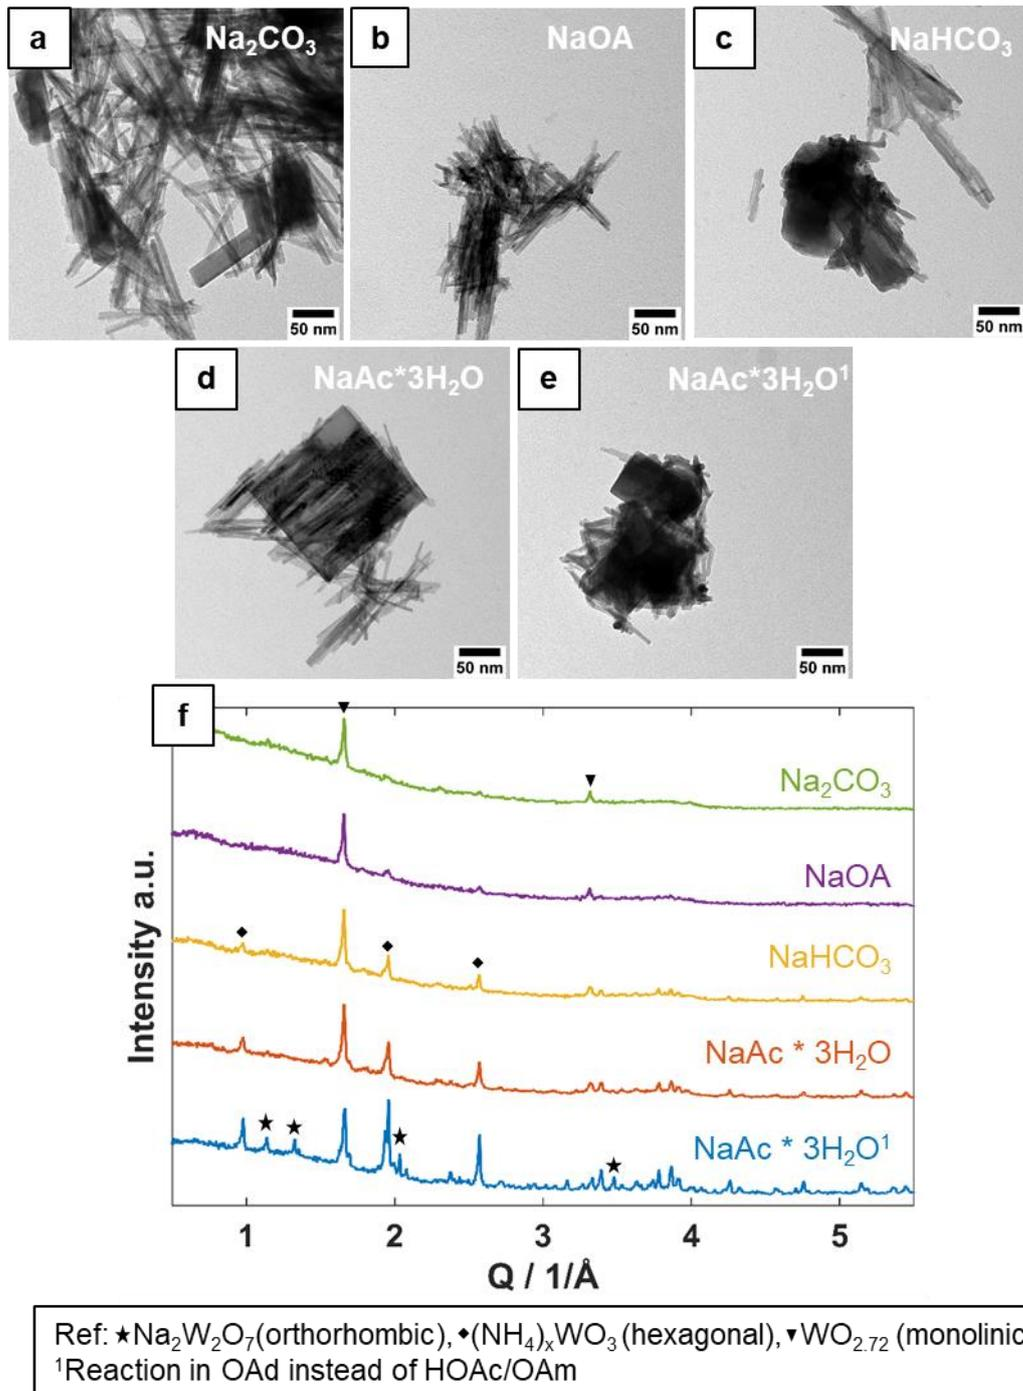 a
Na₂CO₃
50 nm
b
NaOA
50 nm
c
NaHCO₃
50 nm
d
NaAc*3H₂O
50 nm
e
NaAc*3H₂O¹
50 nm
f
Na₂CO₃
NaOA
NaHCO₃
NaAc * 3H₂O
NaAc * 3H₂O¹
Intensity a.u.
1 2 3 4 5
Q / 1/Å
Ref: ★Na₂W₂O₇(orthorhombic), ◆(NH₄)ₓWO₃ (hexagonal), ▼WO₂.₇₂ (monolinic
¹Reaction in OAd instead of HOAc/OAm